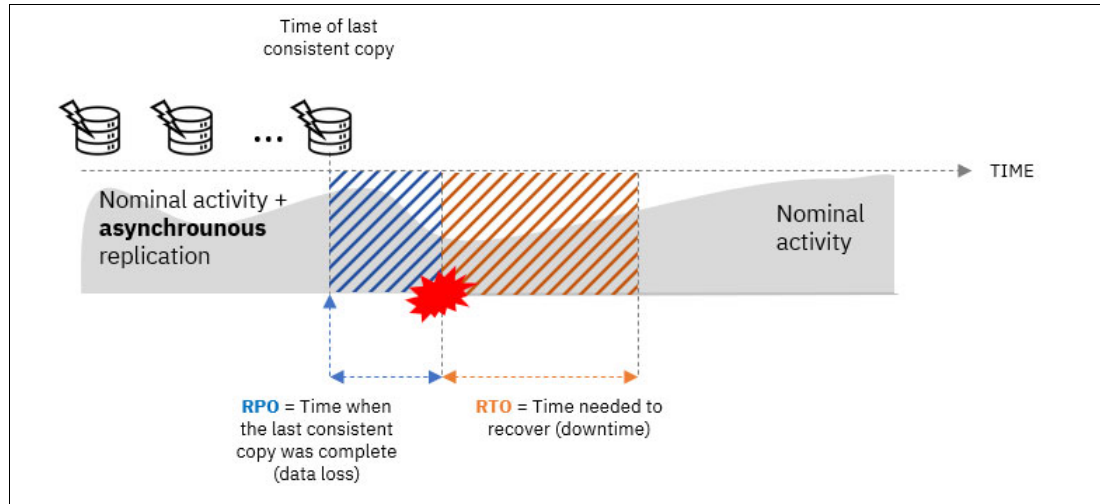 Time of last
consistent copy
...
TIME
Nominal activity +
asynchrounous
replication
Nominal
activity
RPO = Time when
the last consistent
copy was complete
(data loss)
RTO = Time needed to
recover (downtime)